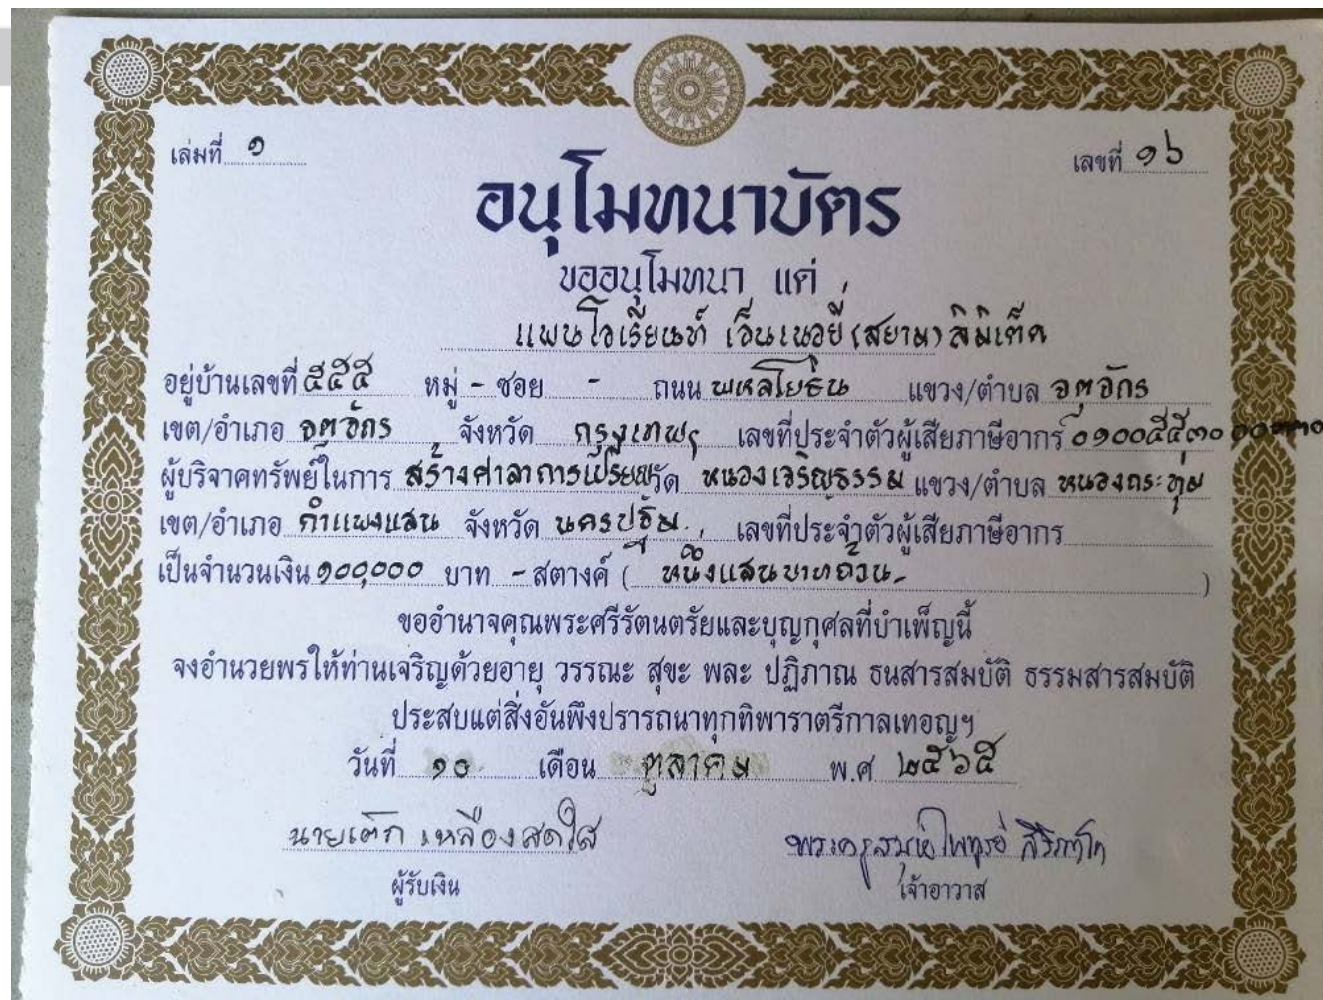 เล่มที่ ๑ เลขที่ ๑๖
อนุโมทนาบัตร
ขออนุโมทนา แด่
แพนโอเรียนท์ เอ็นเนอยี่ (สยาม) ลิมิเต็ด
อยู่บ้านเลขที่ ๕๕๕ หมู่ - ซอย - ถนน พหลโยธิน แขวง/ตำบล จตุจักร
เขต/อำเภอ จตุจักร จังหวัด กรุงเทพฯ เลขที่ประจำตัวผู้เสียภาษีอากร
ผู้บริจาคทรัพย์ในการ สร้างศาลาการเปรียญ วัด หนองเจริญธรรม แขวง/ตำบล หนองกระทุ่ม
เขต/อำเภอ กำแพงแสน จังหวัด นครปฐม เลขที่ประจำตัวผู้เสียภาษีอากร
เป็นจำนวนเงิน ๑๐๐,๐๐๐ บาท - สตางค์ ( หนึ่งแสนบาทถ้วน- )
ขออำนาจคุณพระศรีรัตนตรัยและบุญกุศลที่บำเพ็ญนี้
จงอำนวยพรให้ท่านเจริญด้วยอายุ วรรณะ สุขะ พละ ปฏิภาณ ธนสารสมบัติ ธรรมสารสมบัติ
ประสบแต่สิ่งอันพึงปรารถนาทุกทิพาราตรีกาลเทอญฯ
วันที่ ๑๐ เดือน ตุลาคม พ.ศ ๒๕๖๕
นายเต๊ก เหลืองสดใส พระครูสมุห์ไพฑูรย์
ผู้รับเงิน เจ้าอาวาส